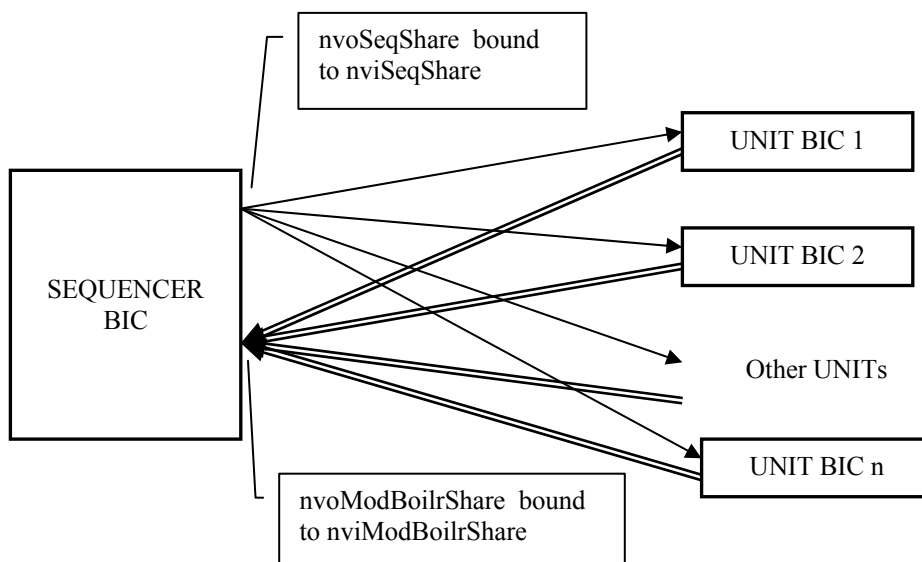 nvoSeqShare bound
to nviSeqShare
UNIT BIC 1
UNIT BIC 2
SEQUENCER
BIC
Other UNITs
UNIT BIC n
nvoModBoilrShare bound
to nviModBoilrShare